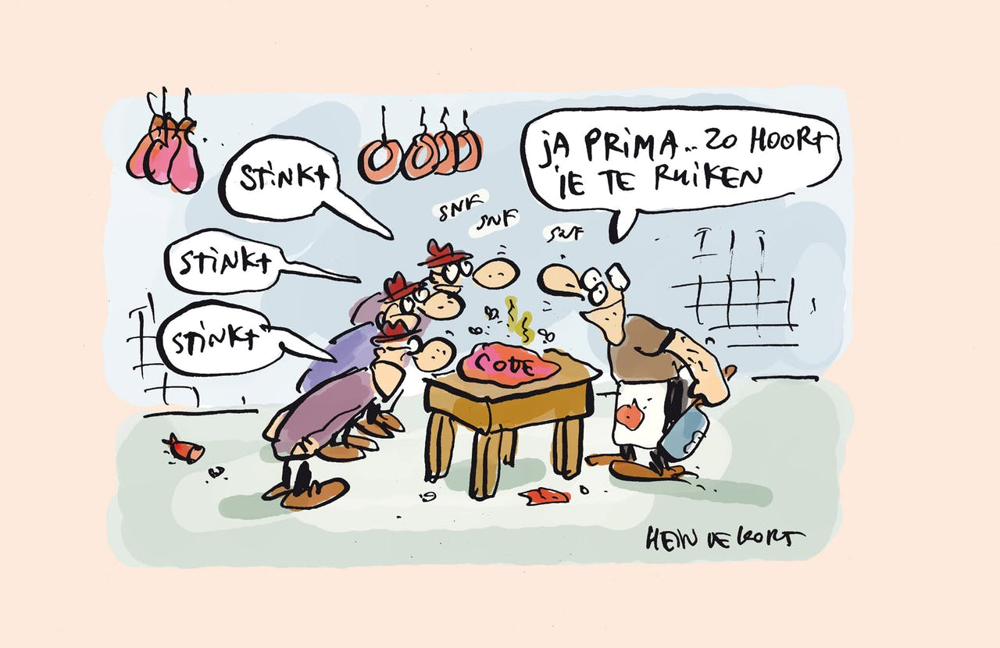 STiNKt
STiNKt
STiNKt
SNF
SNF
SNF
jA PRiMA.. ZO HOORt
iE TE RUiKEN
CODE
HEIN DE KORT